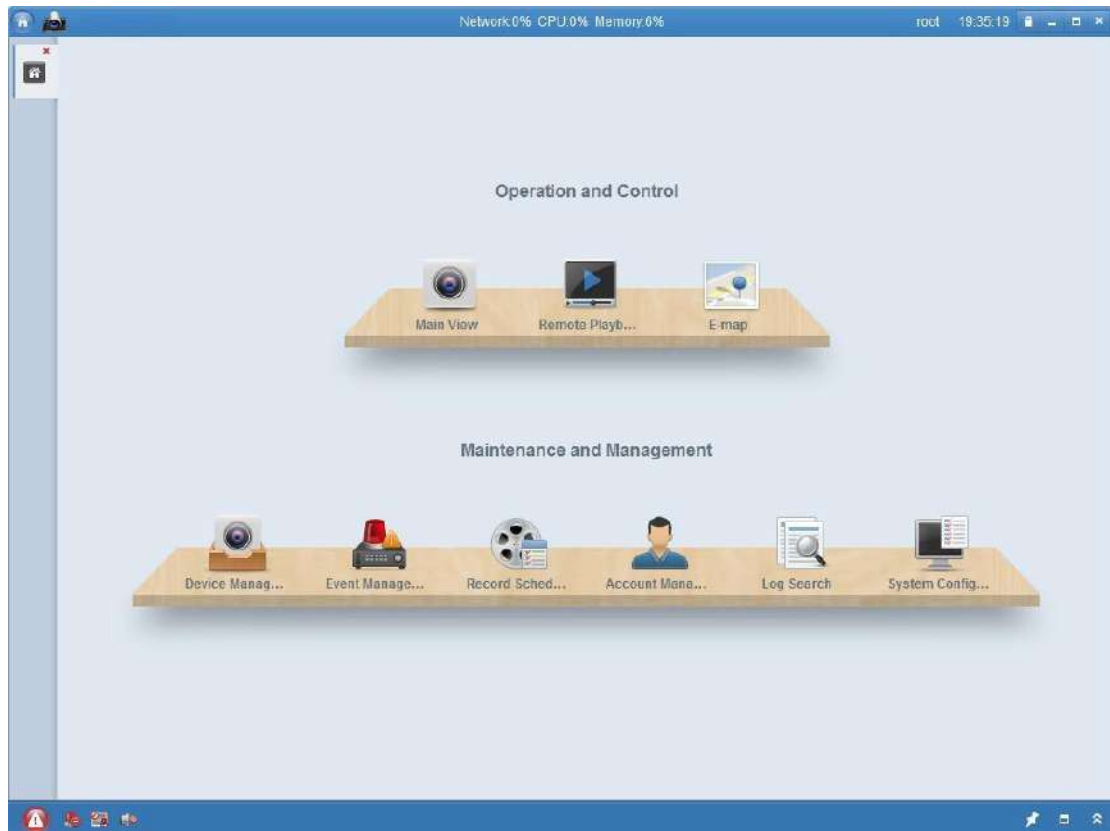 Network:0% CPU:0% Memory:6% root 19:35:19
Operation and Control
Main View Remote Playb... E-map
Maintenance and Management
Device Manag... Event Manage... Record Sched... Account Mana... Log Search System Config...